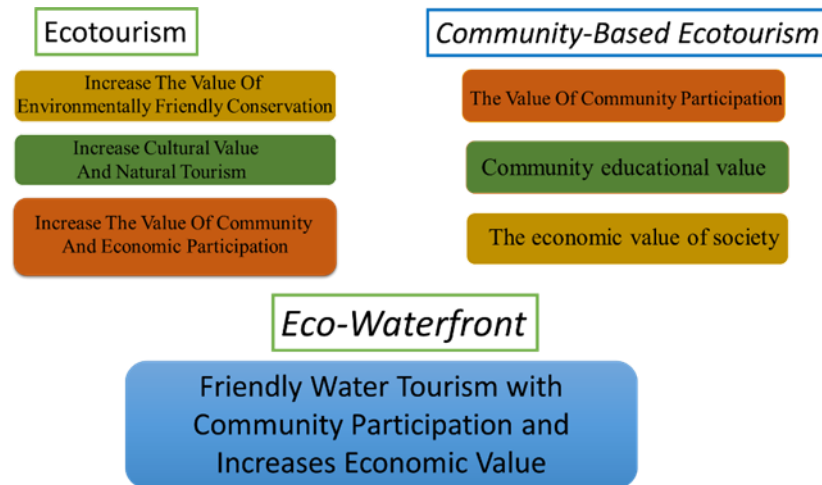 Ecotourism
Increase The Value Of
Environmentally Friendly Conservation
Increase Cultural Value
And Natural Tourism
Increase The Value Of Community
And Economic Participation
Community-Based Ecotourism
The Value Of Community Participation
Community educational value
The economic value of society
Eco-Waterfront
Friendly Water Tourism with
Community Participation and
Increases Economic Value